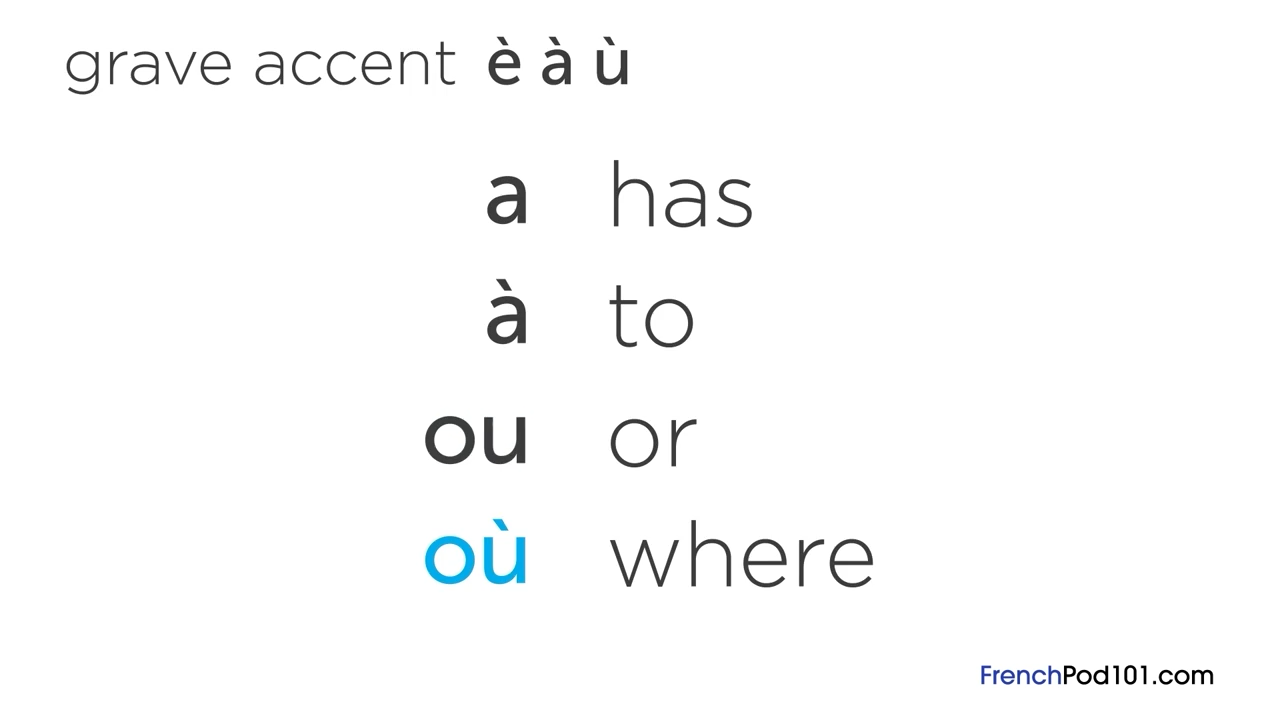 grave accent è à ù
a has
à to
ou or
où where
FrenchPod101.com